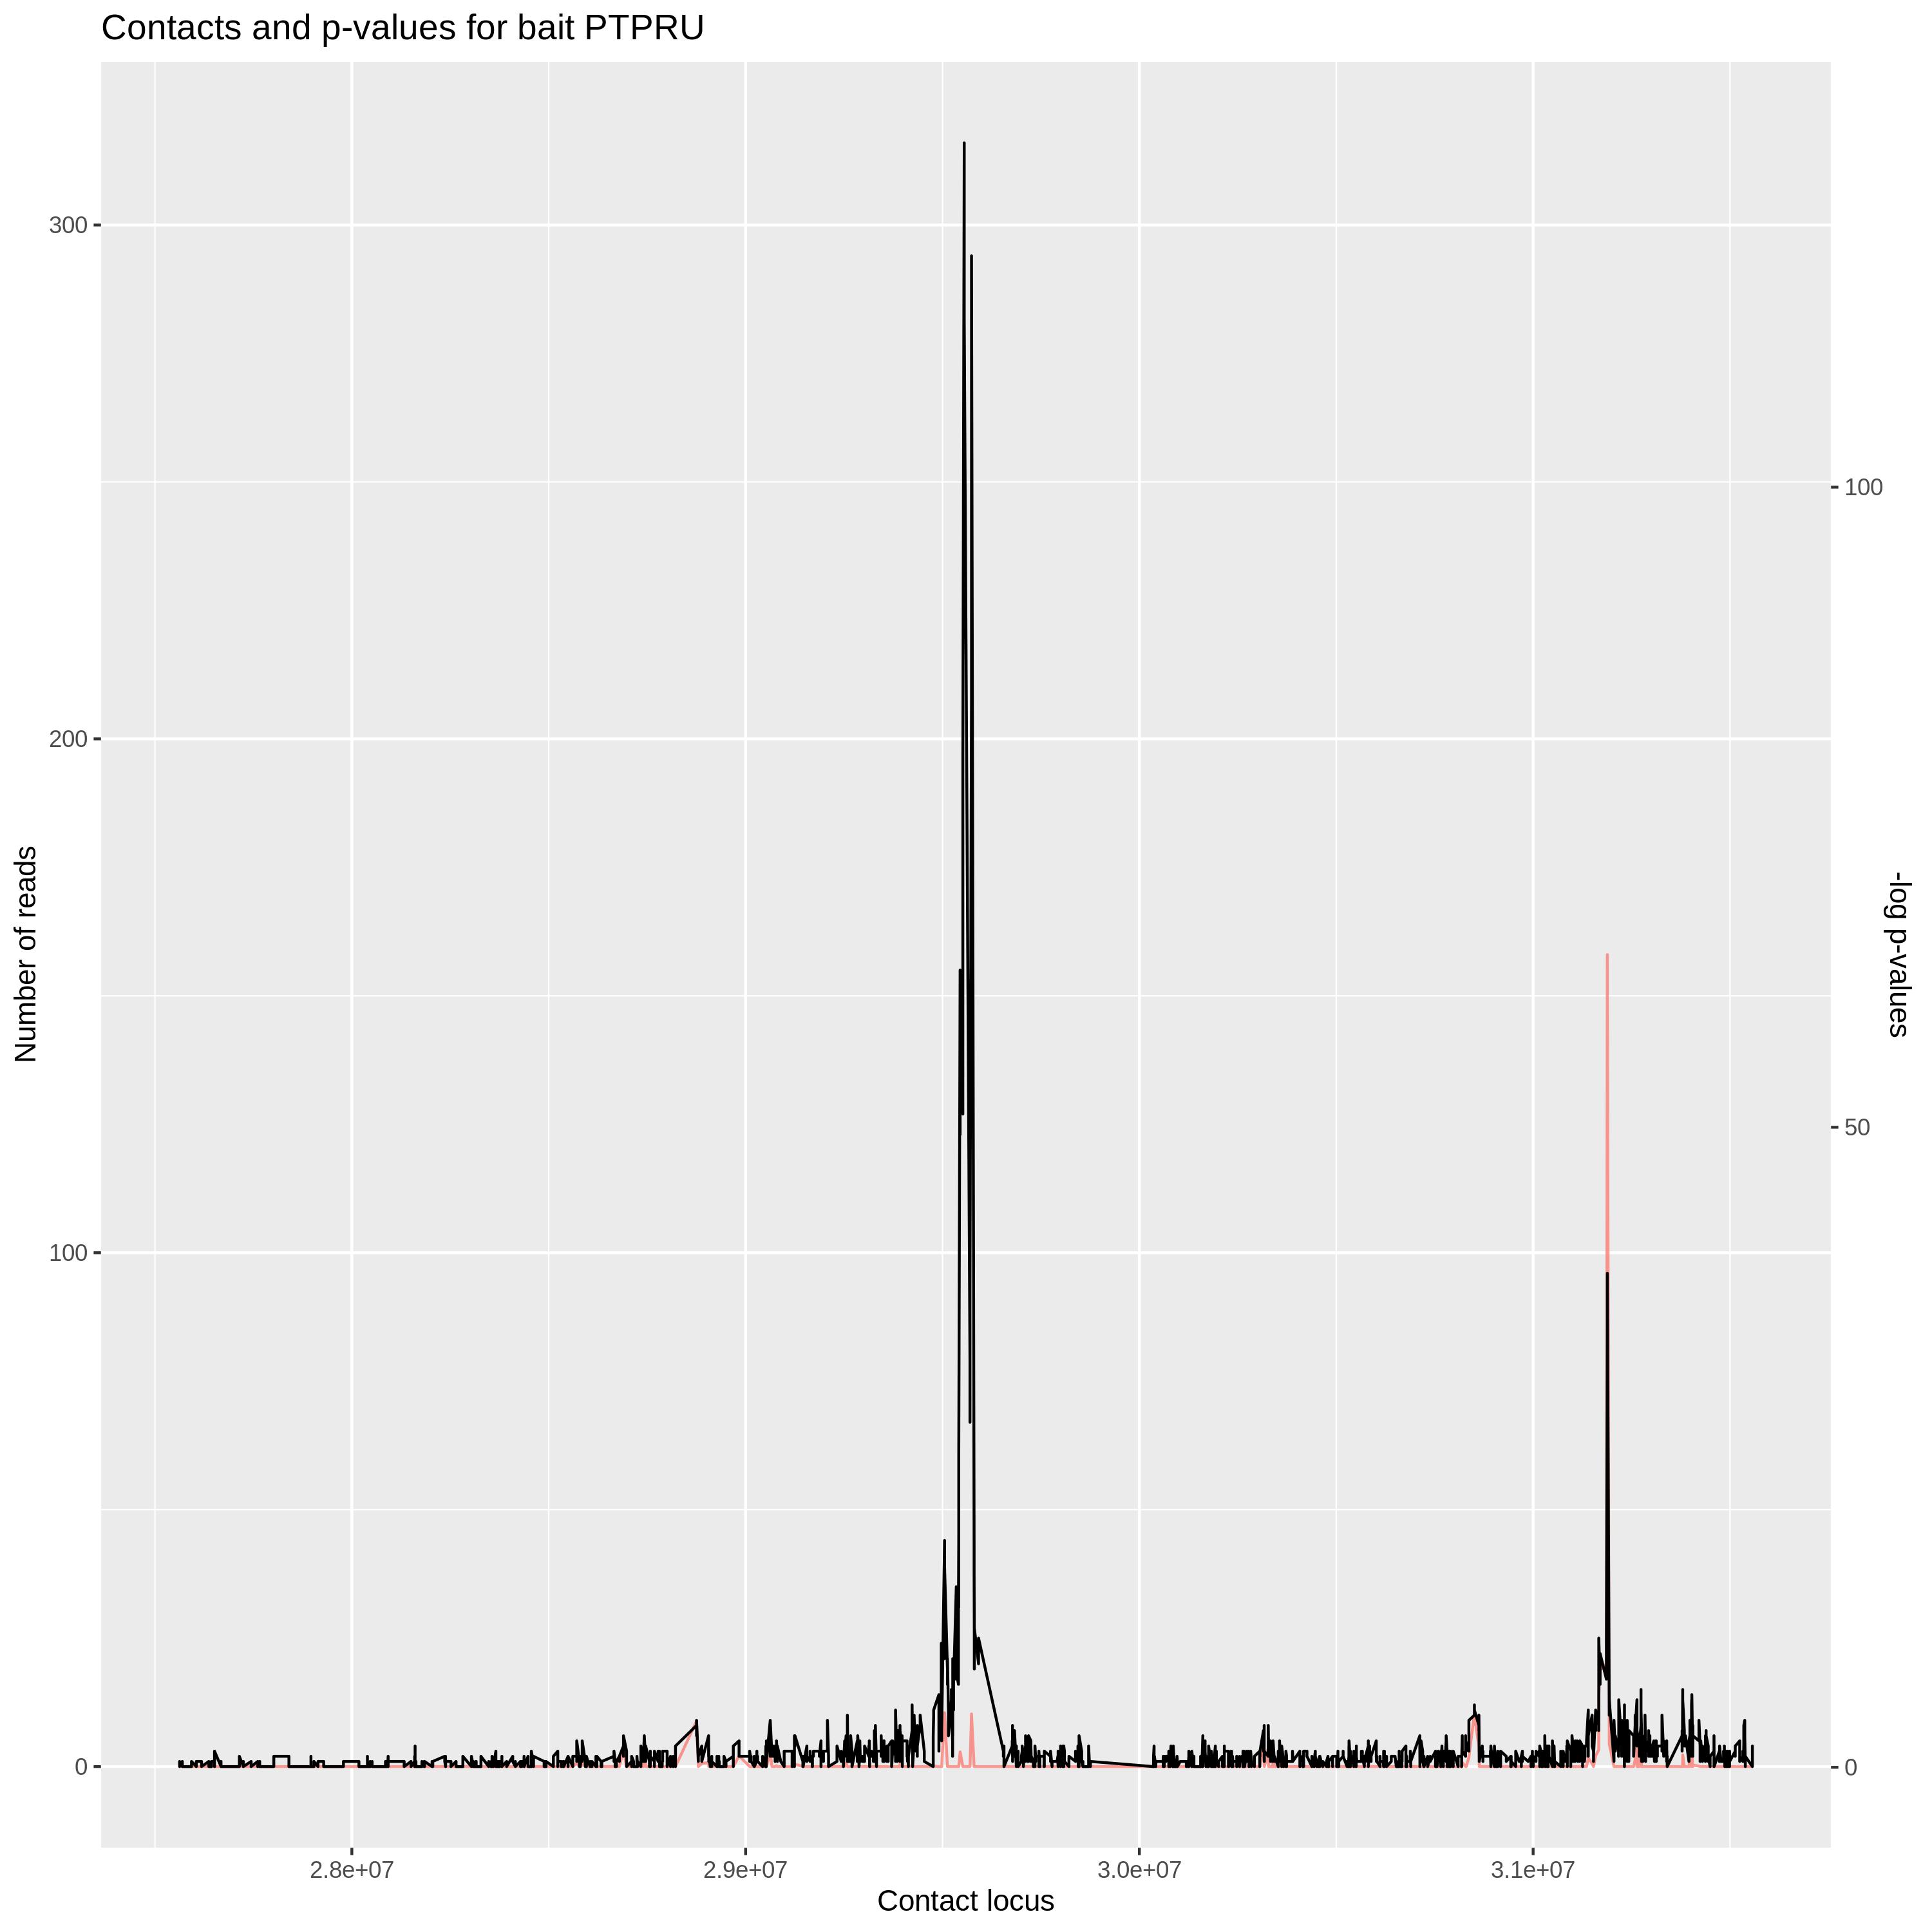 Contacts and p-values for bait PTPRU
300
200
100
0
Number of reads
100
50
0
-log p-values
2.8e+07
2.9e+07
3.0e+07
3.1e+07
Contact locus